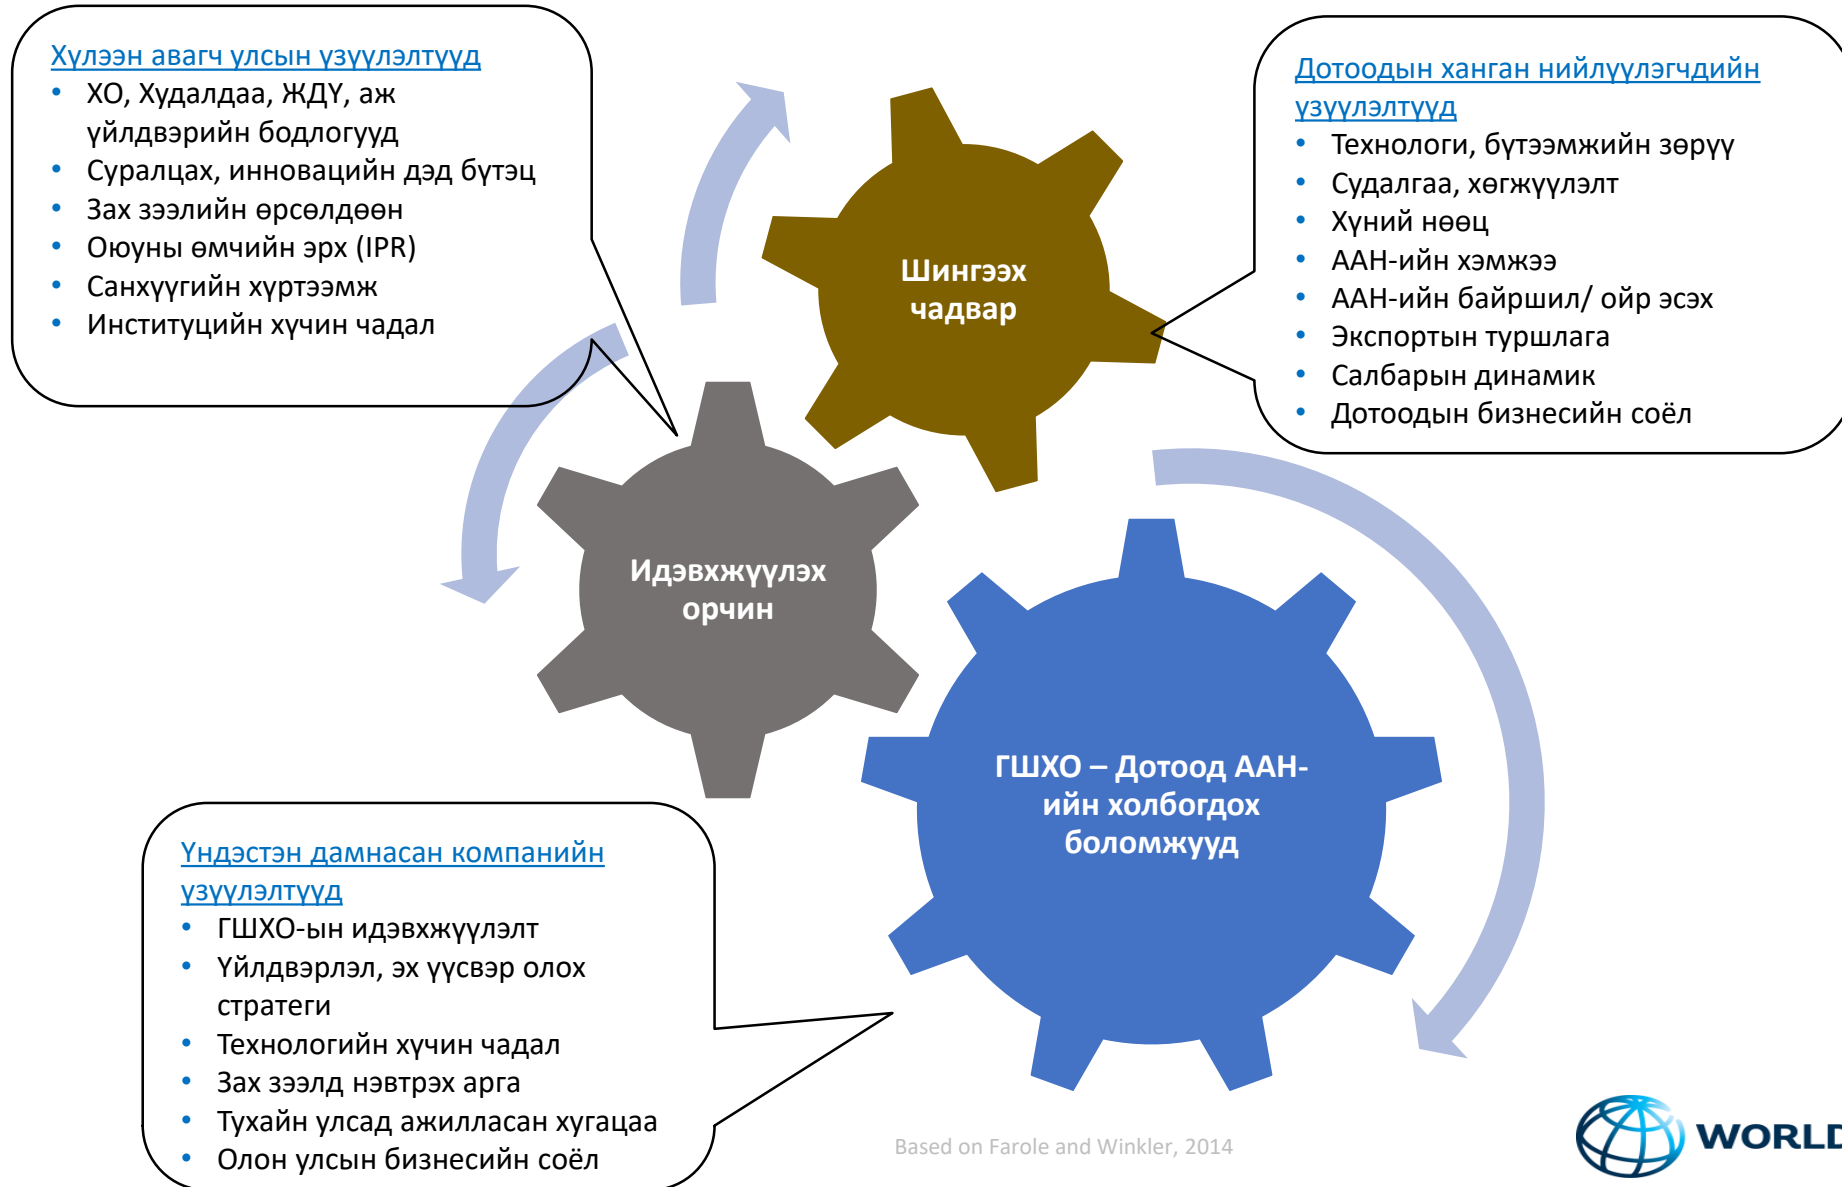 Хүлээн авагч улсын үзүүлэлтүүд
• ХО, Худалдаа, ЖДҮ, аж
үйлдвэрийн бодлогууд
• Суралцах, инновацийн дэд бүтэц
• Зах зээлийн өрсөлдөөн
• Оюуны өмчийн эрх (IPR)
• Санхүүгийн хүртээмж
• Институцийн хүчин чадал
Дотоодын ханган нийлүүлэгчдийн
үзүүлэлтүүд
• Технологи, бүтээмжийн зөрүү
• Судалгаа, хөгжүүлэлт
• Хүний нөөц
• ААН-ийн хэмжээ
• ААН-ийн байршил/ ойр эсэх
• Экспортын туршлага
• Салбарын динамик
• Дотоодын бизнесийн соёл
Шингээх
чадвар
Идэвхжүүлэх
орчин
ГШХО – Дотоод ААН-
ийн холбогдох
боломжууд
Үндэстэн дамнасан компанийн
үзүүлэлтүүд
• ГШХО-ын идэвхжүүлэлт
• Үйлдвэрлэл, эх үүсвэр олох
стратеги
• Технологийн хүчин чадал
• Зах зээлд нэвтрэх арга
• Тухайн улсад ажилласан хугацаа
• Олон улсын бизнесийн соёл
Based on Farole and Winkler, 2014
WORLD